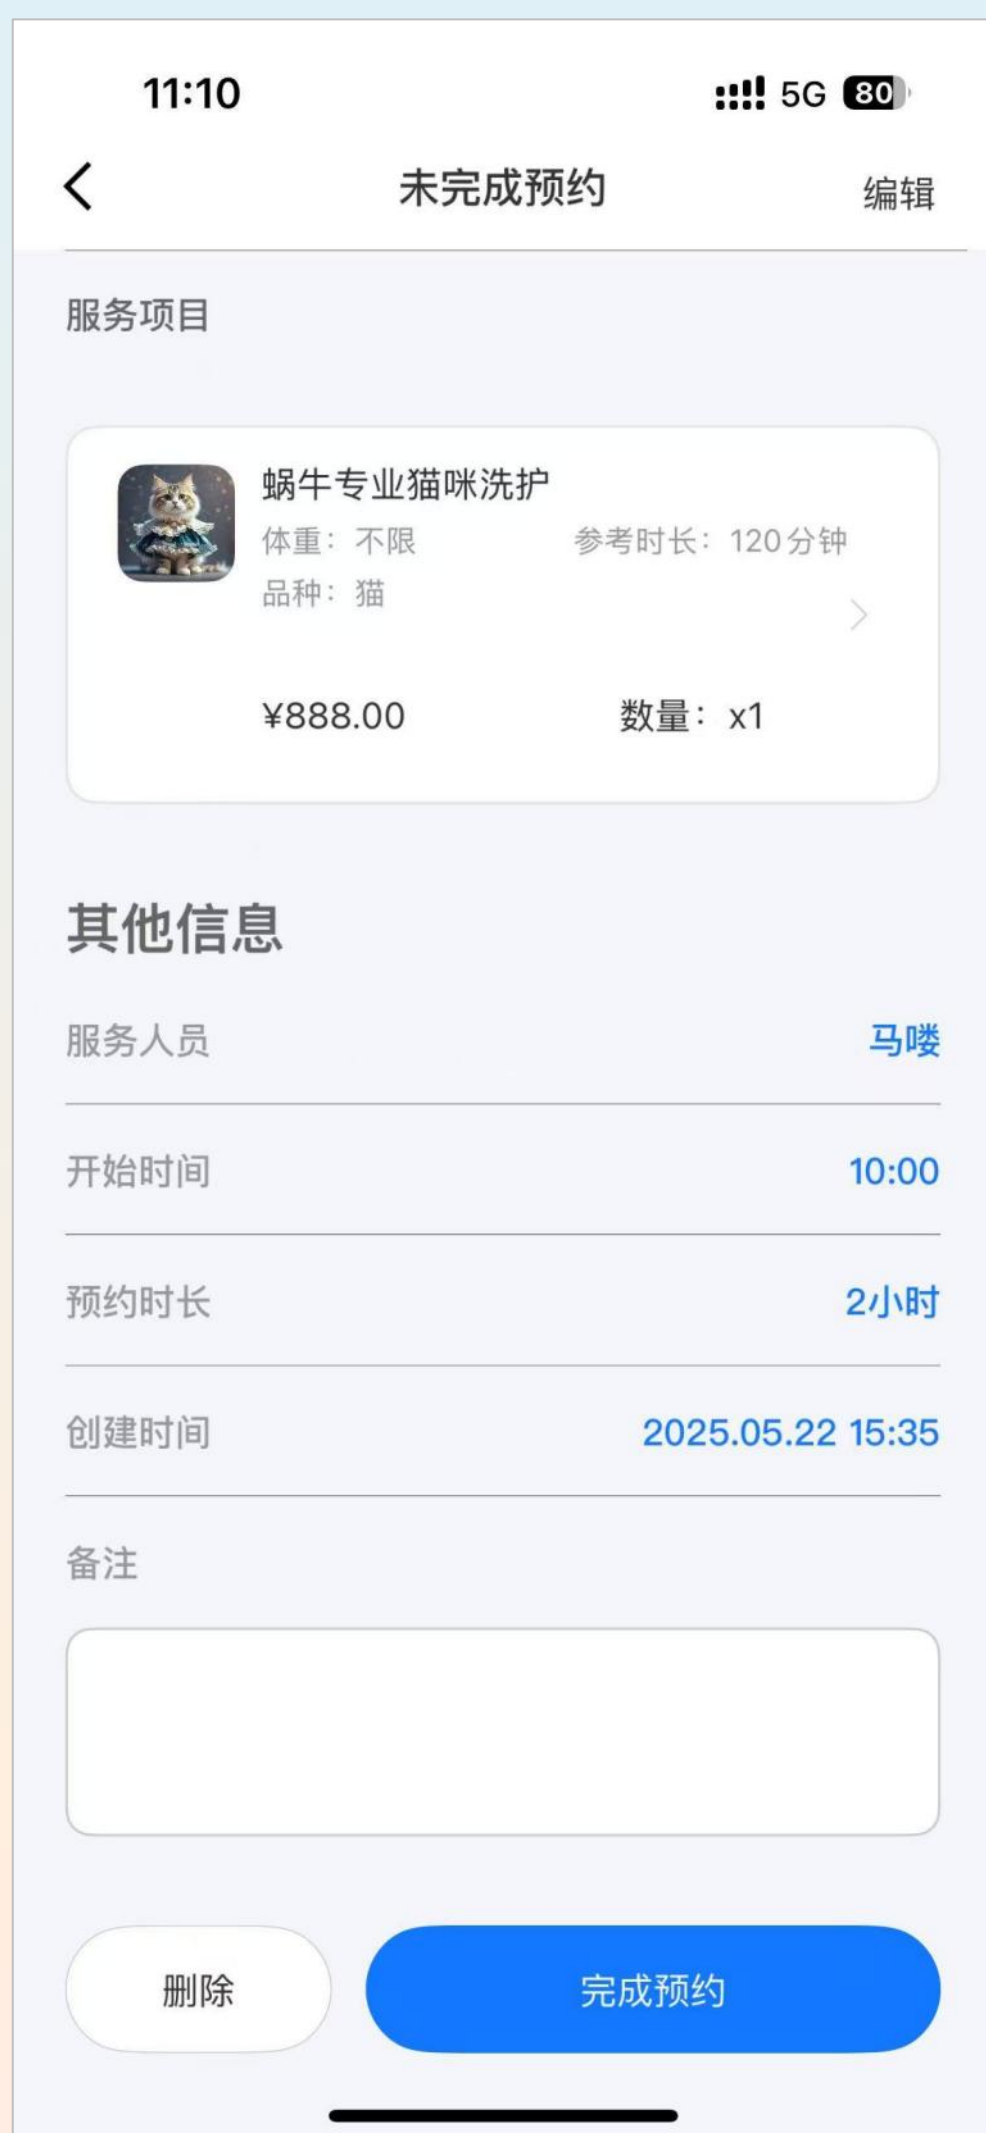 11:10 5G 80
未完成预约 编辑
服务项目
蜗牛专业猫咪洗护
体重：不限 参考时长：120分钟
品种：猫
¥888.00 数量：x1
其他信息
服务人员 马喽
开始时间 10:00
预约时长 2小时
创建时间 2025.05.22 15:35
备注
删除 完成预约